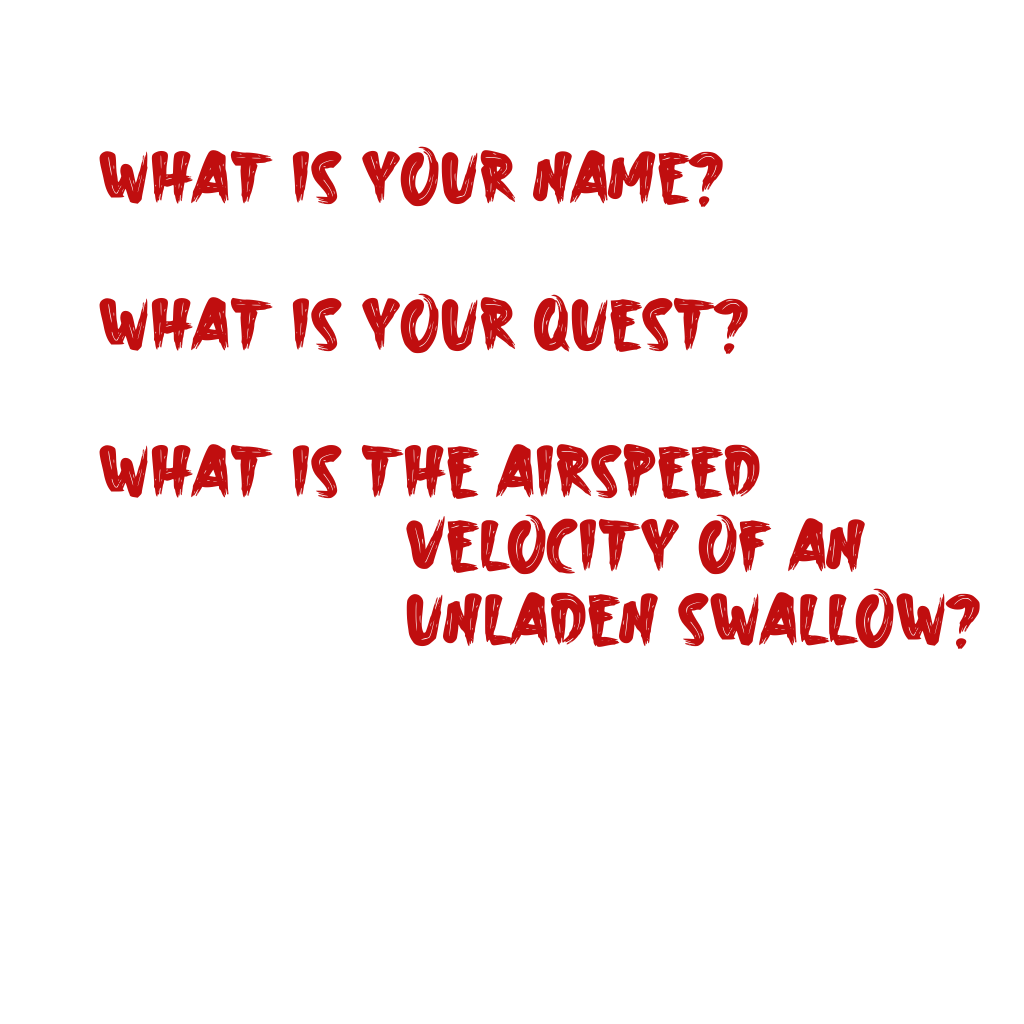 WHAT IS YOUR NAME?
WHAT IS YOUR QUEST?
WHAT IS THE AIRSPEED
VELOCITY OF AN
UNLADEN SWALLOW?